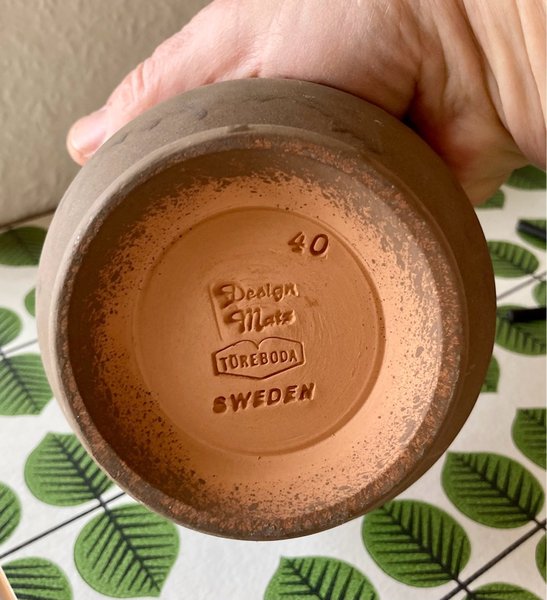 40
Design
Matz
TÖREBODA
SWEDEN